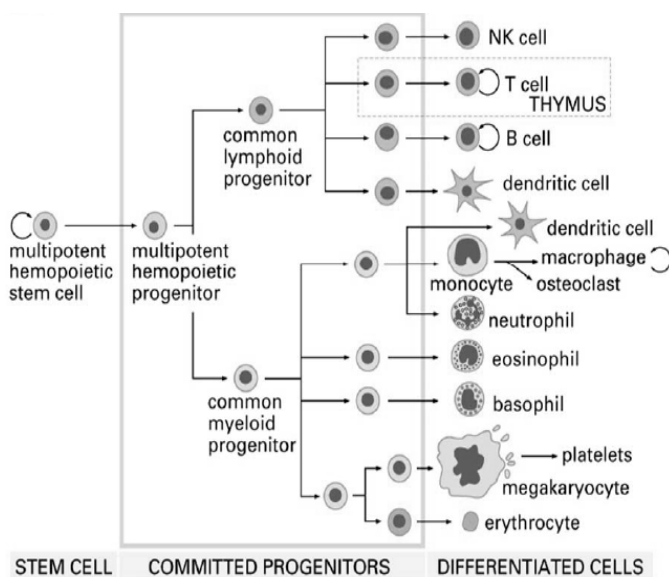 NK cell
T cell
THYMUS
common
lymphoid
progenitor
B cell
dendritic cell
dendritic cell
multipotent
hemopoietic
stem cell
multipotent
hemopoietic
progenitor
monocyte
macrophage
osteoclast
neutrophil
eosinophil
common
myeloid
progenitor
basophil
platelets
megakaryocyte
erythrocyte
STEM CELL
COMMITTED PROGENITORS
DIFFERENTIATED CELLS